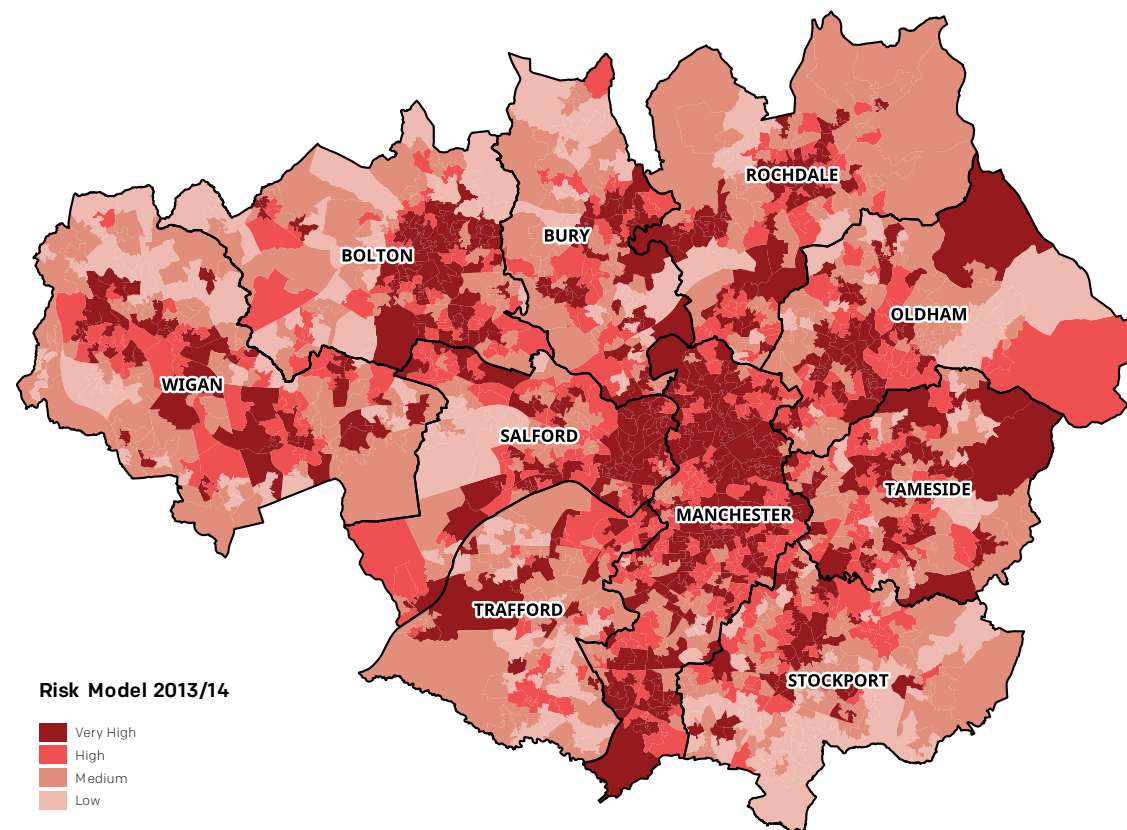 ROCHDALE
BURY
BOLTON
OLDHAM
WIGAN
SALFORD
TAMESIDE
MANCHESTER
TRAFFORD
STOCKPORT
Risk Model 2013/14
Very High
High
Medium
Low